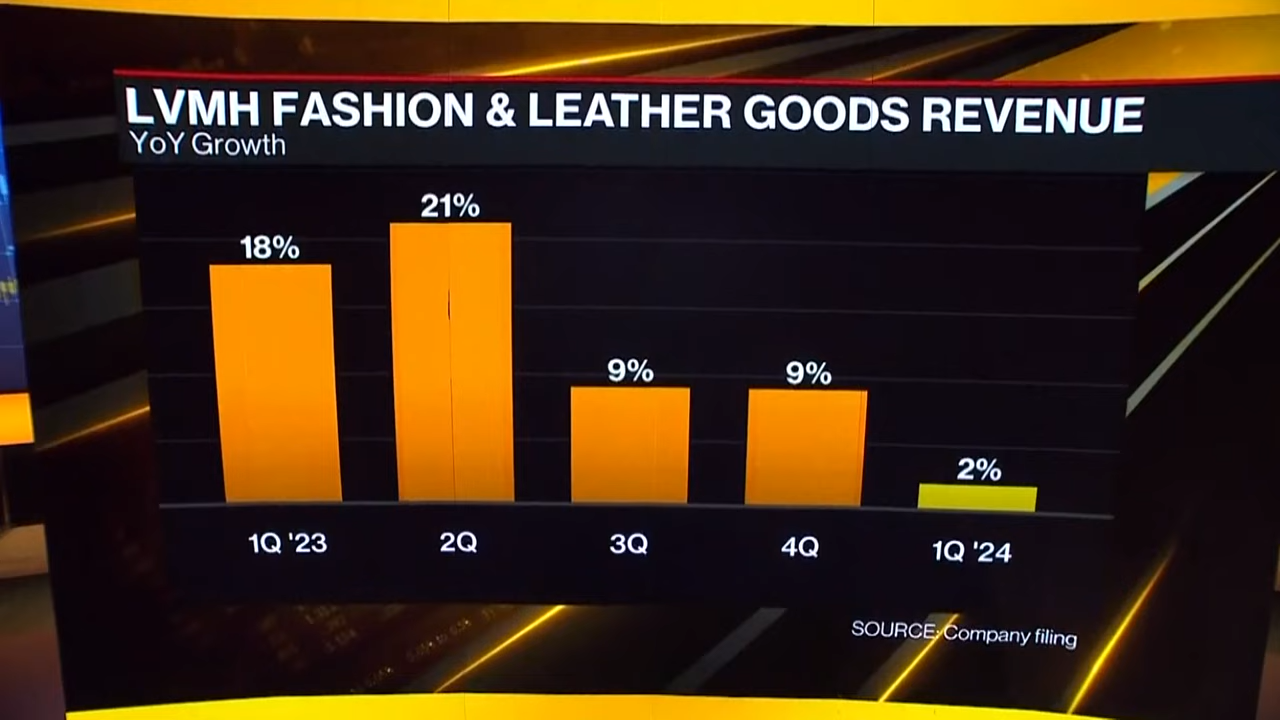 LVMH FASHION & LEATHER GOODS REVENUE
YoY Growth
18%
21%
9%
9%
2%
1Q '23
2Q
3Q
4Q
1Q '24
SOURCE: Company filing